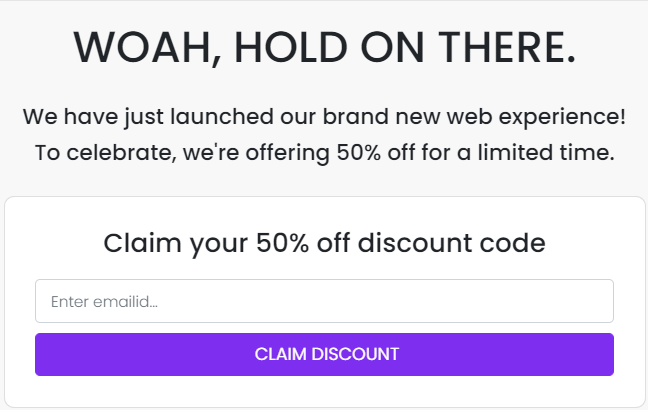 WOAH, HOLD ON THERE.
We have just launched our brand new web experience!
To celebrate, we're offering 50% off for a limited time.
Claim your 50% off discount code
Enter emailid...
CLAIM DISCOUNT